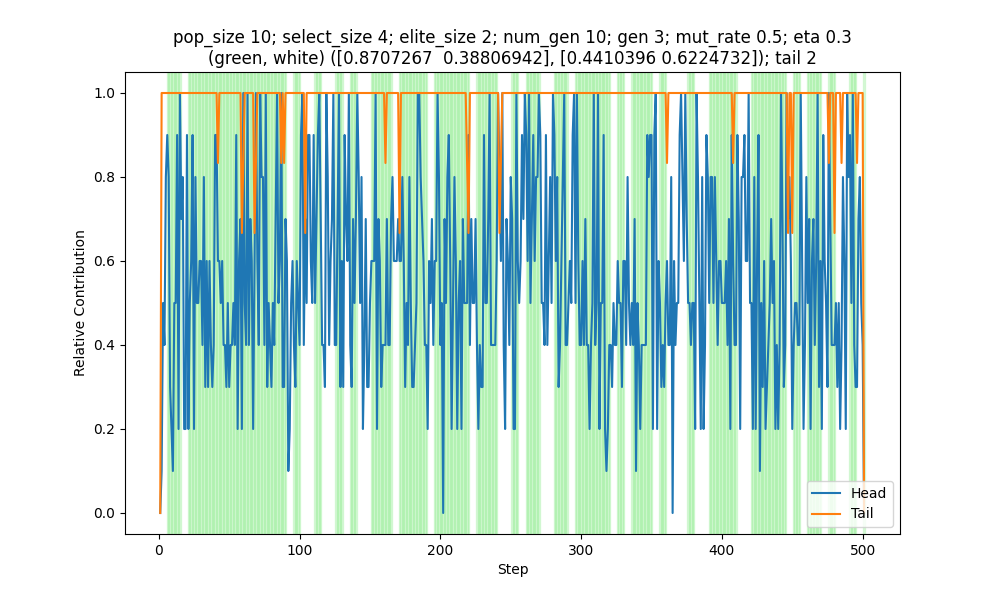 pop_size 10; select_size 4; elite_size 2; num_gen 10; gen 3; mut_rate 0.5; eta 0.3
(green, white) ([0.8707267  0.38806942], [0.4410396 0.6224732]); tail 2
1.0
0.8
0.6
0.4
0.2
0.0
Relative Contribution
Head
Tail
0
100
200
300
400
500
Step